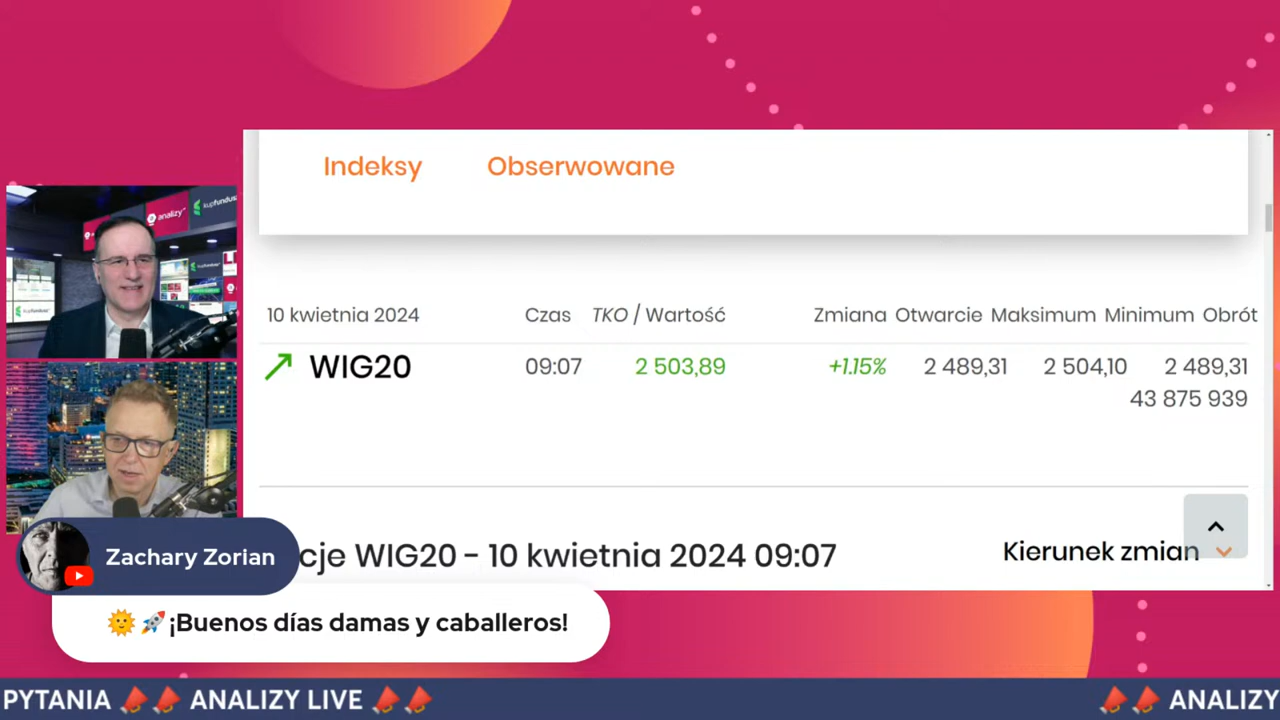 Indeksy Obserwowane
analizy
kupfundusz
10 kwietnia 2024 Czas TKO / Wartość Zmiana Otwarcie Maksimum Minimum Obrót
WIG20 09:07 2 503,89 +1.15% 2 489,31 2 504,10 2 489,31
43 875 939
Zachary Zorian
cje WIG20 - 10 kwietnia 2024 09:07 Kierunek zmian
🌞 🚀 ¡Buenos días damas y caballeros!
PYTANIA 📣 📣 ANALIZY LIVE 📣 📣 📣 📣 ANALIZY